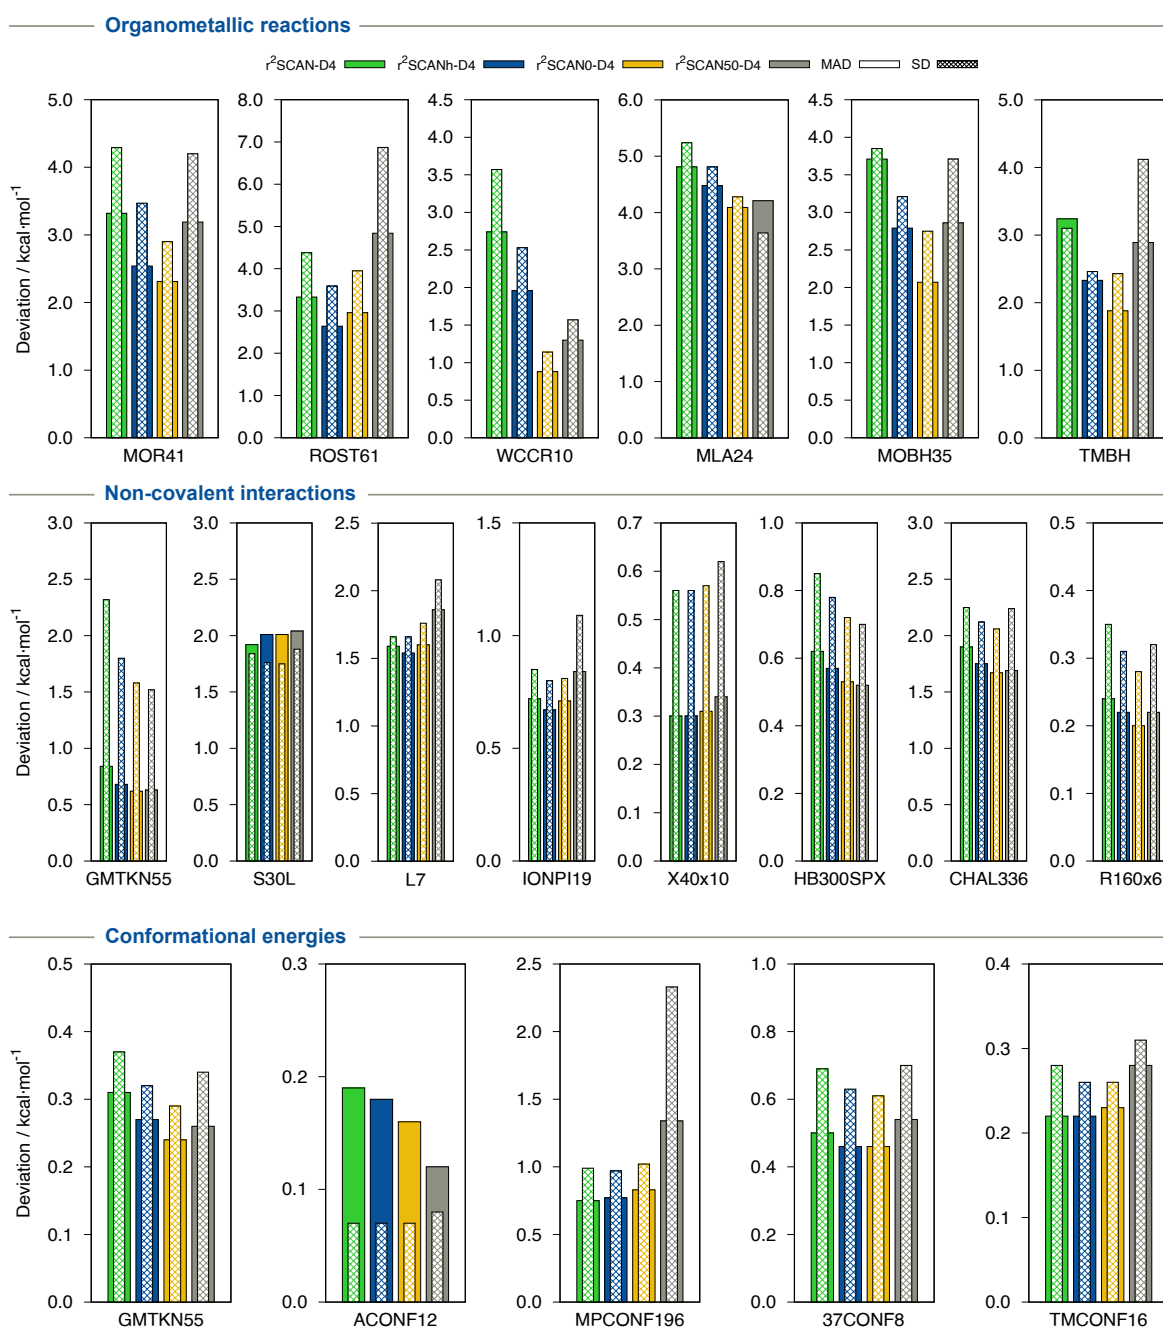 Organometallic reactions
r²SCAN-D4 r²SCANh-D4 r²SCAN0-D4 r²SCAN50-D4 MAD SD
Deviation / kcal·mol⁻¹
5.0 4.0 3.0 2.0 1.0 0.0
8.0 7.0 6.0 5.0 4.0 3.0 2.0 1.0 0.0
4.5 4.0 3.5 3.0 2.5 2.0 1.5 1.0 0.5 0.0
6.0 5.0 4.0 3.0 2.0 1.0 0.0
4.5 4.0 3.5 3.0 2.5 2.0 1.5 1.0 0.5 0.0
5.0 4.0 3.0 2.0 1.0 0.0
MOR41 ROST61 WCCR10 MLA24 MOBH35 TMBH
Non-covalent interactions
Deviation / kcal·mol⁻¹
3.0 2.5 2.0 1.5 1.0 0.5 0.0
3.0 2.5 2.0 1.5 1.0 0.5 0.0
2.5 2.0 1.5 1.0 0.5 0.0
1.5 1.0 0.5 0.0
0.7 0.6 0.5 0.4 0.3 0.2 0.1 0.0
1.0 0.8 0.6 0.4 0.2 0.0
3.0 2.5 2.0 1.5 1.0 0.5 0.0
0.5 0.4 0.3 0.2 0.1 0.0
GMTKN55 S30L L7 IONPI19 X40x10 HB300SPX CHAL336 R160x6
Conformational energies
Deviation / kcal·mol⁻¹
0.5 0.4 0.3 0.2 0.1 0.0
0.3 0.2 0.1 0.0
2.5 2.0 1.5 1.0 0.5 0.0
1.0 0.8 0.6 0.4 0.2 0.0
0.4 0.3 0.2 0.1 0.0
GMTKN55 ACONF12 MPCONF196 37CONF8 TMCONF16